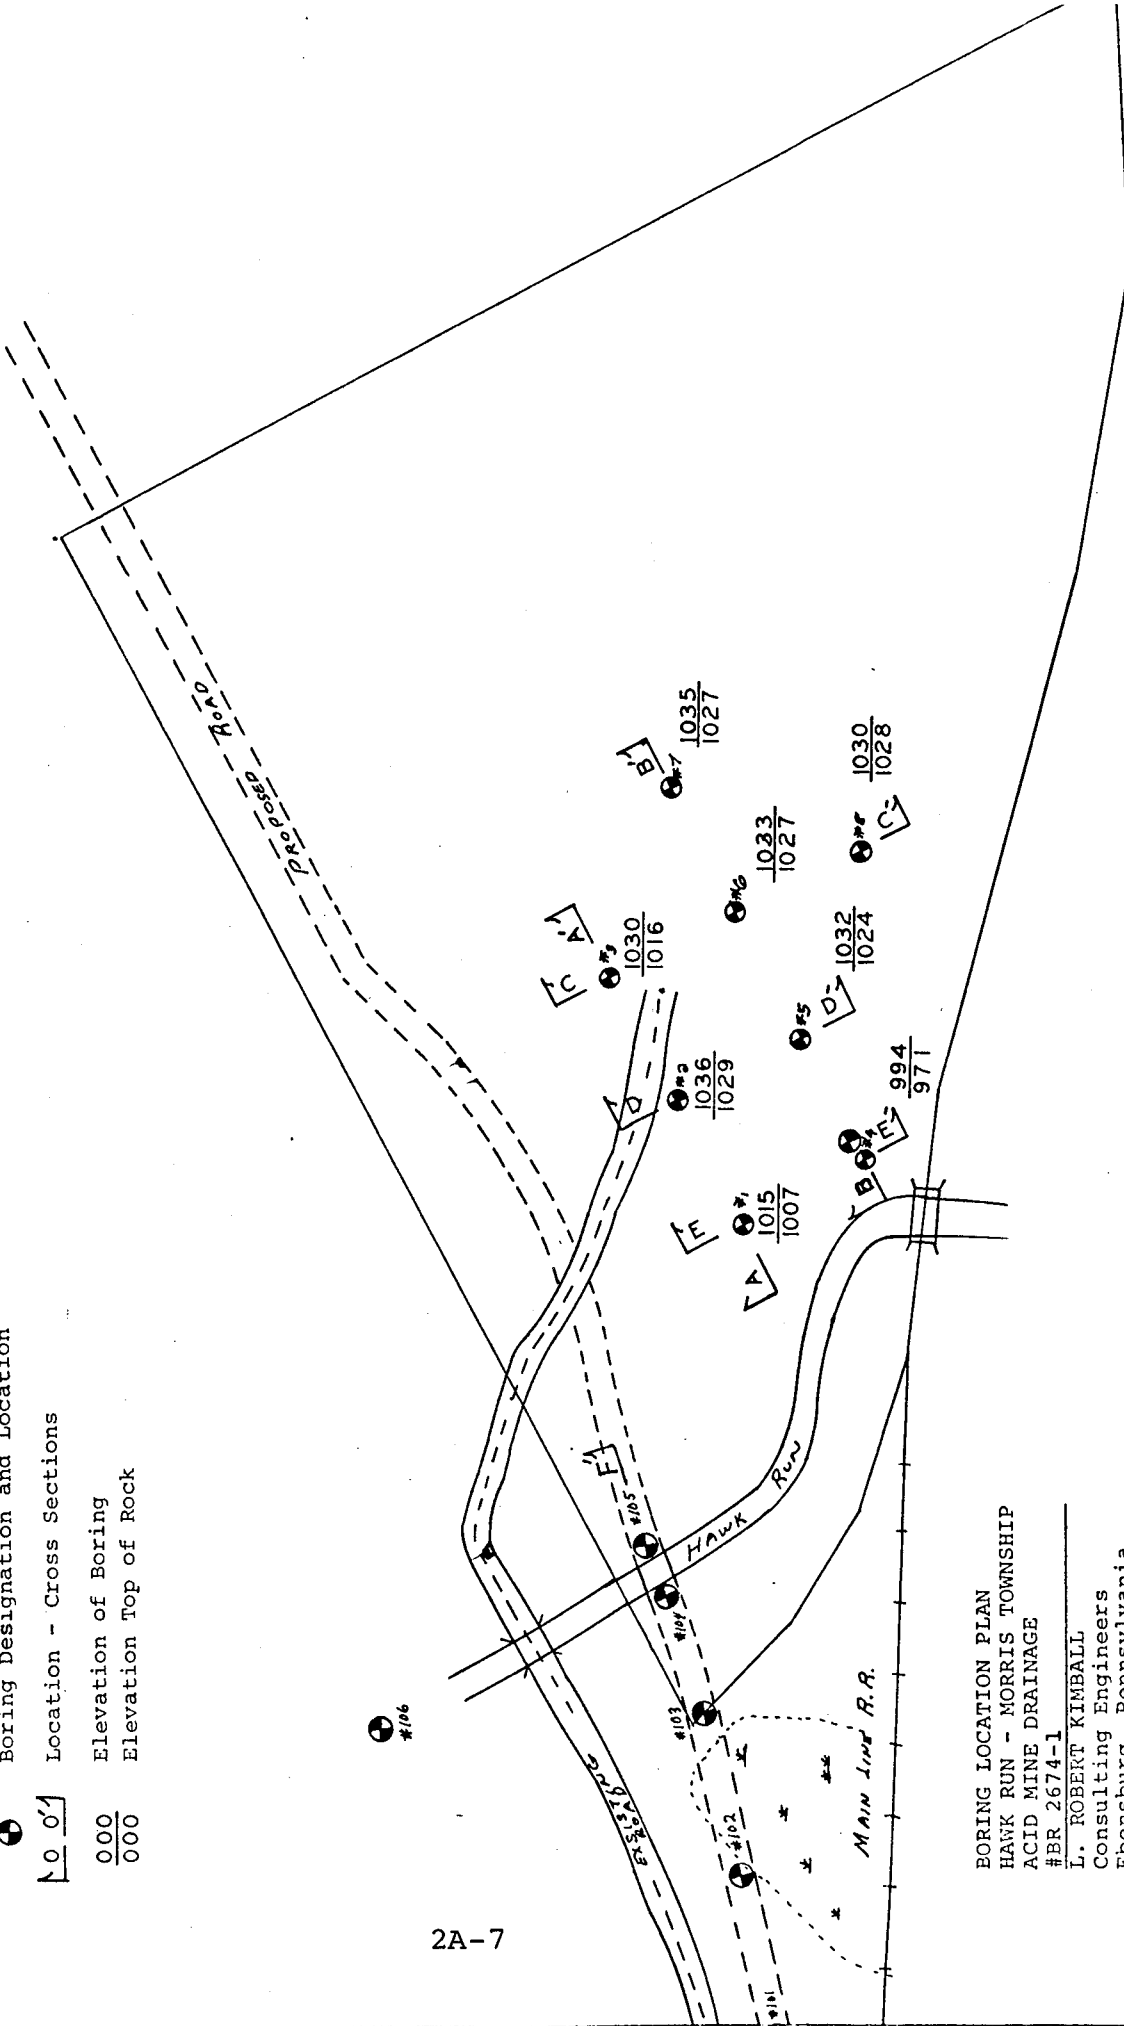 Boring Designation and Location
O O'
Location - Cross Sections
000
000
Elevation of Boring
Elevation Top of Rock
PROPOSED ROAD
B'
#7
1035
1027
1030
1028
#8
C'
#6
1033
1027
A'
C
#3
1030
1016
1032
1024
#5
D'
D
#2
1036
1029
994
971
#4
E'
B
E
#1
1015
1007
A
F'
#105
HAWK RUN
#104
#103
#106
EXSISTING
ROAD
#102
#101
MAIN LINE R.R.
2A-7
BORING LOCATION PLAN
HAWK RUN - MORRIS TOWNSHIP
ACID MINE DRAINAGE
#BR 2674-1
L. ROBERT KIMBALL
Consulting Engineers
Ebensburg, Pennsylvania